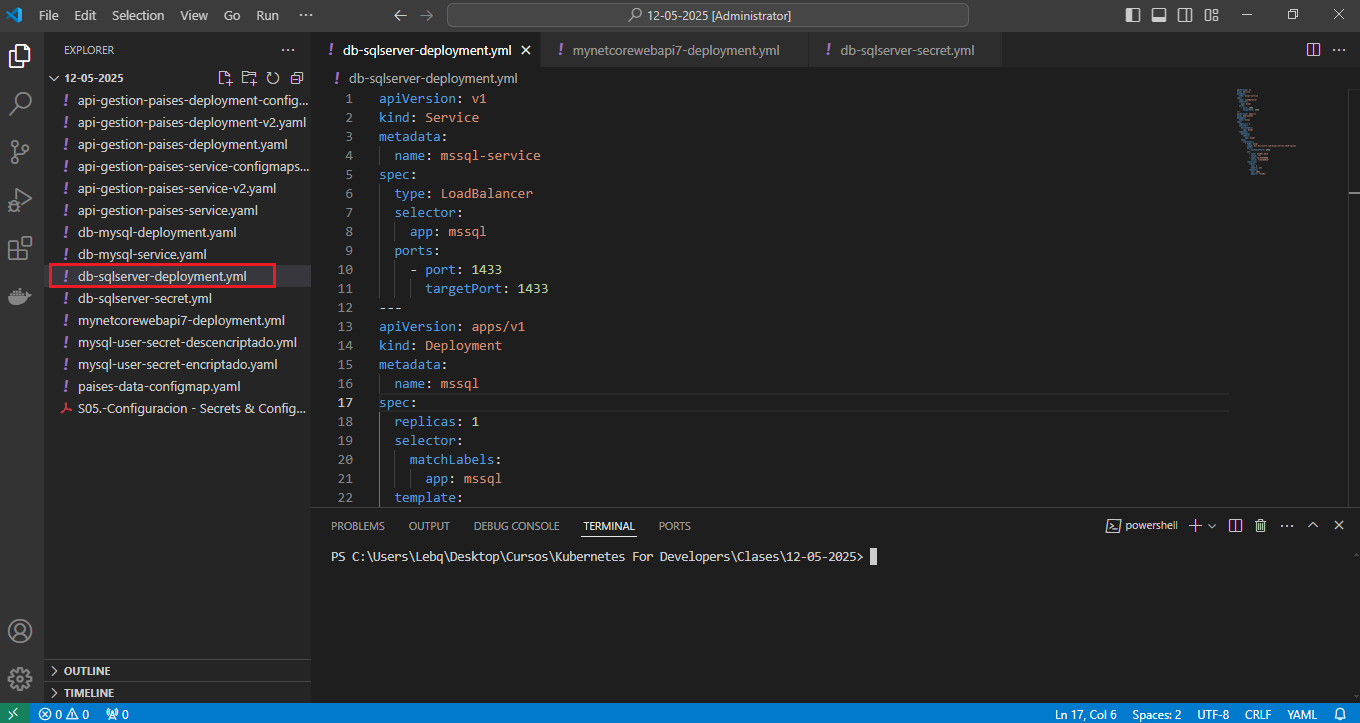 File Edit Selection View Go Run ··· 12-05-2025 [Administrator]
EXPLORER ···
12-05-2025
! api-gestion-paises-deployment-config...
! api-gestion-paises-deployment-v2.yaml
! api-gestion-paises-deployment.yaml
! api-gestion-paises-service-configmaps...
! api-gestion-paises-service-v2.yaml
! api-gestion-paises-service.yaml
! db-mysql-deployment.yaml
! db-mysql-service.yaml
! db-sqlserver-deployment.yml
! db-sqlserver-secret.yml
! mynetcorewebapi7-deployment.yml
! mysql-user-secret-descencriptado.yml
! mysql-user-secret-encriptado.yaml
! paises-data-configmap.yaml
S05.-Configuracion - Secrets & Config...
OUTLINE
TIMELINE
! db-sqlserver-deployment.yml ! mynetcorewebapi7-deployment.yml ! db-sqlserver-secret.yml
! db-sqlserver-deployment.yml
1 apiVersion: v1
2 kind: Service
3 metadata:
4 name: mssql-service
5 spec:
6 type: LoadBalancer
7 selector:
8 app: mssql
9 ports:
10 - port: 1433
11 targetPort: 1433
12 ---
13 apiVersion: apps/v1
14 kind: Deployment
15 metadata:
16 name: mssql
17 spec:
18 replicas: 1
19 selector:
20 matchLabels:
21 app: mssql
22 template:
PROBLEMS OUTPUT DEBUG CONSOLE TERMINAL PORTS powershell
PS C:\Users\Lebq\Desktop\Cursos\Kubernetes For Developers\Clases\12-05-2025>
0 0 0 Ln 17, Col 6 Spaces: 2 UTF-8 CRLF YAML